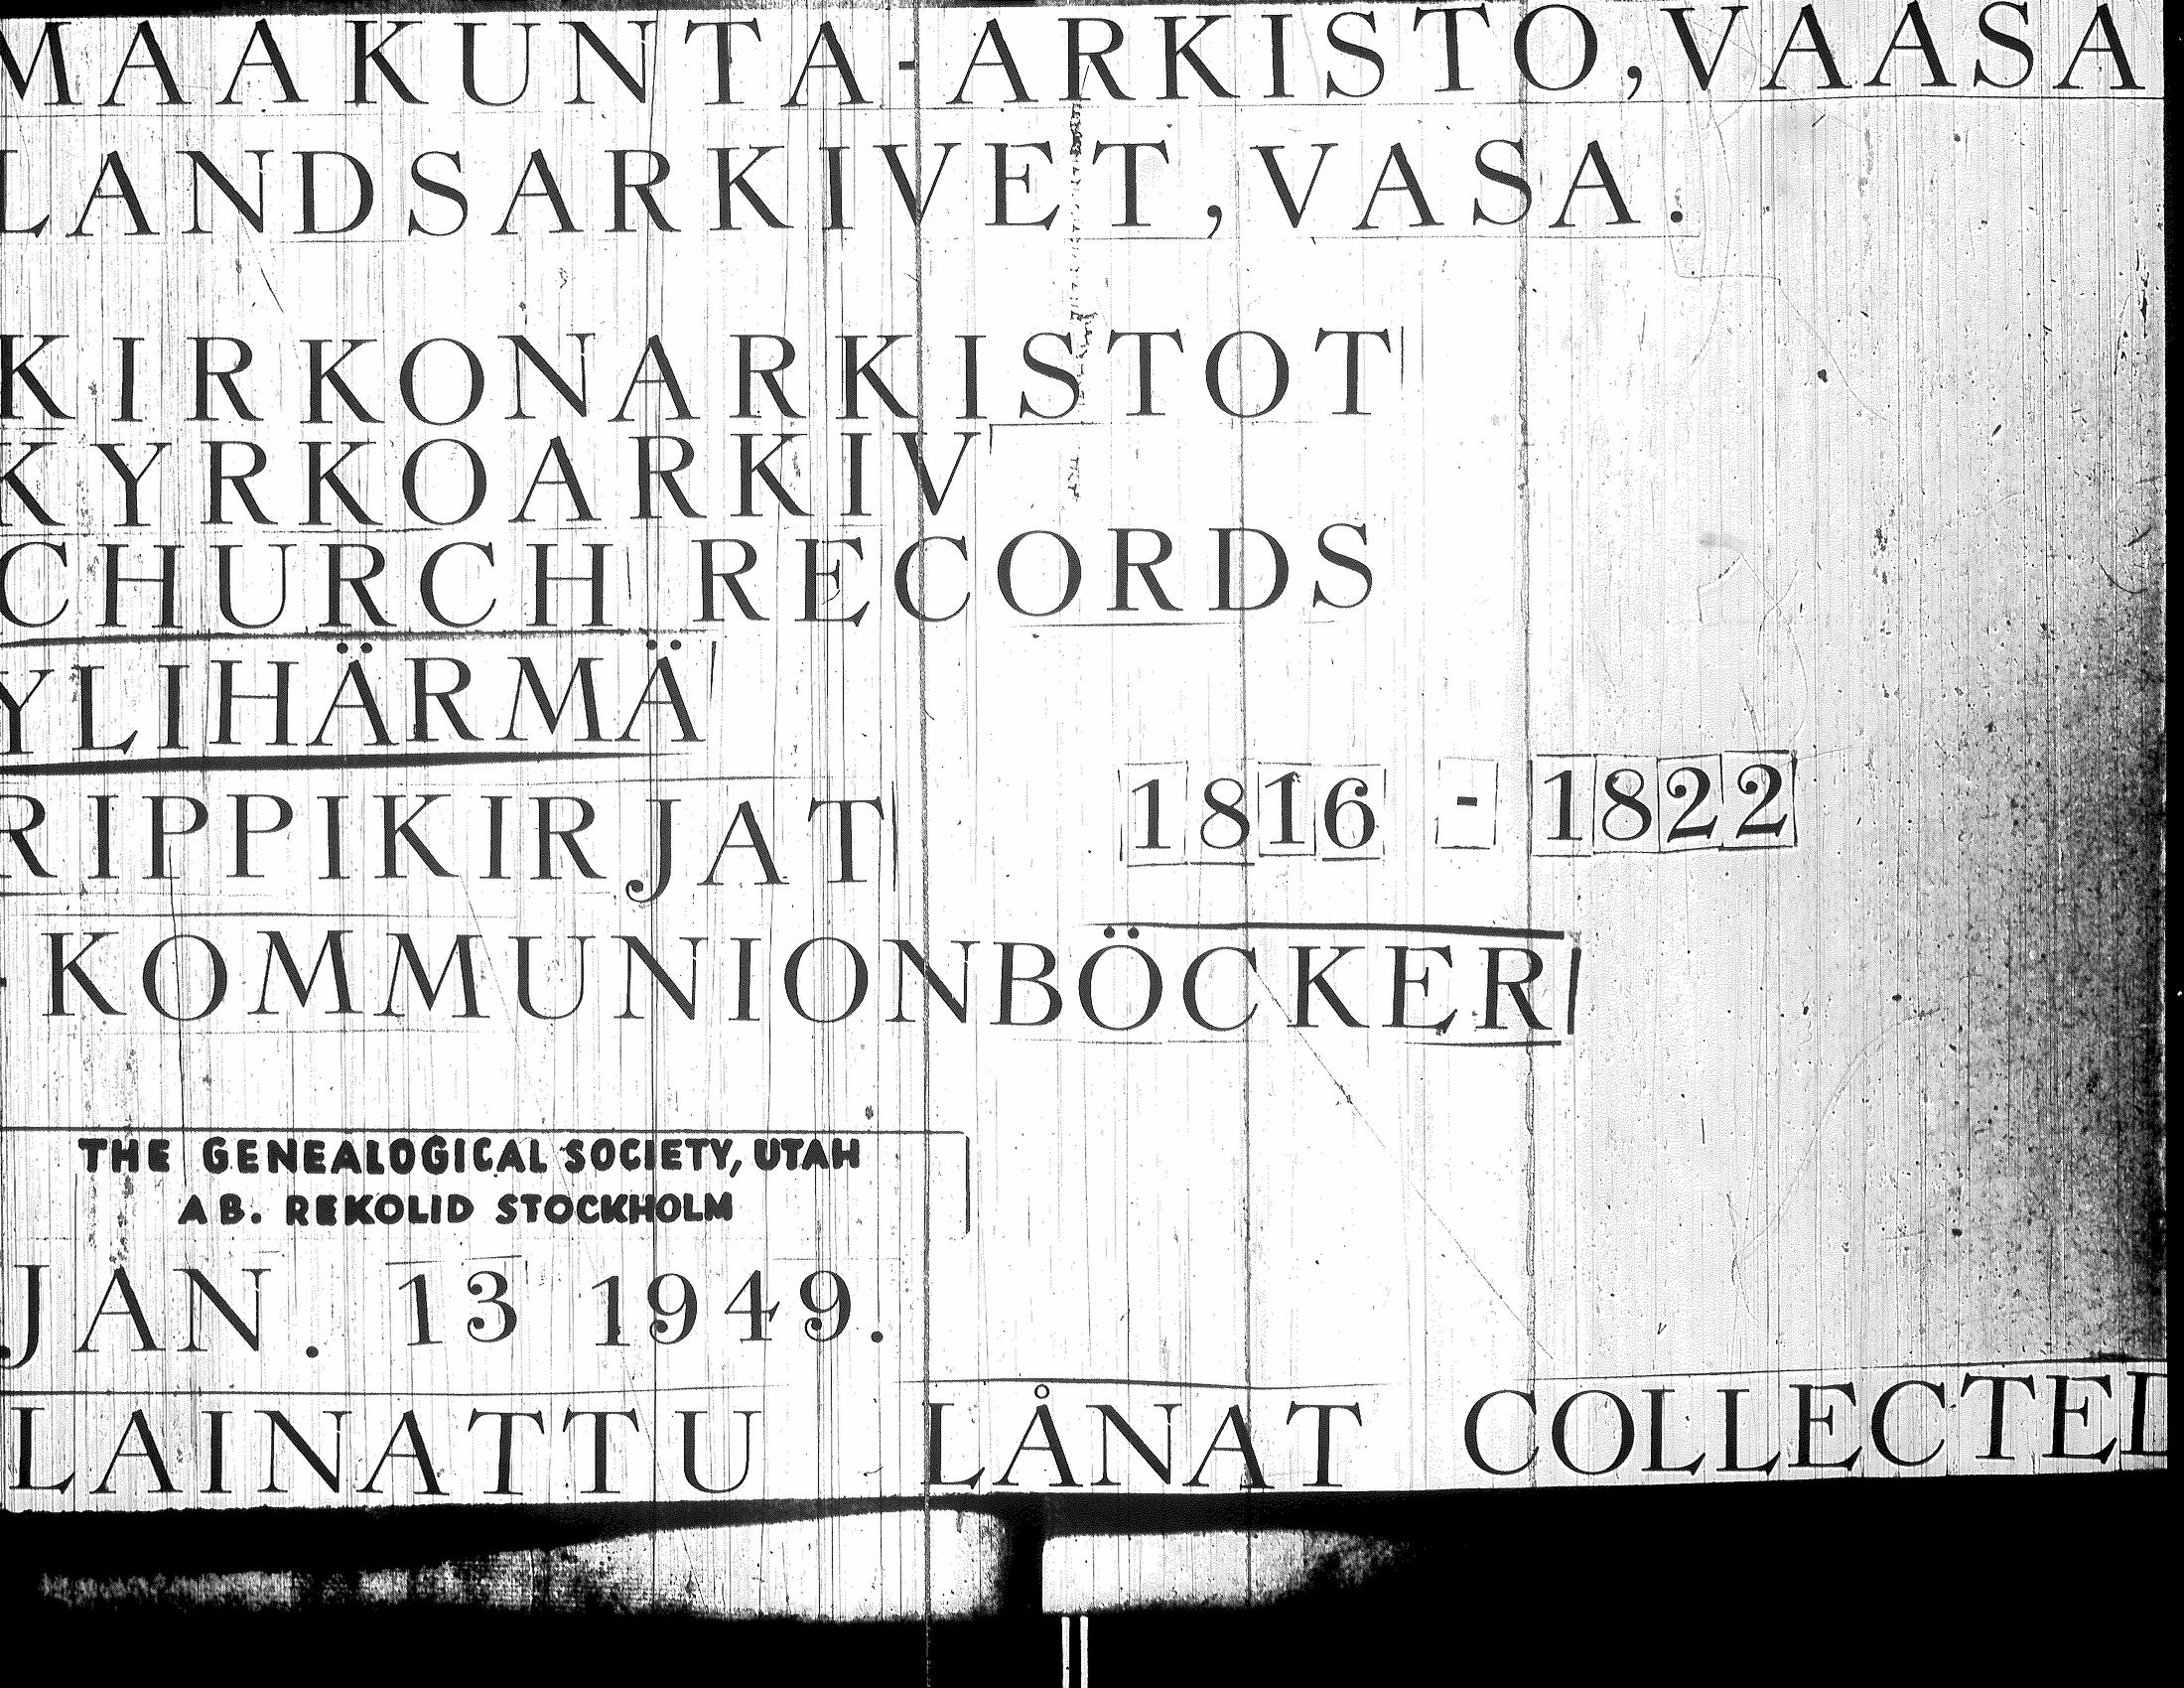 MAAKUNTA-ARKISTO, VAASA
LANDSARKIVET, VASA.
KIRKONARKISTOT
KYRKOARKIV
CHURCH RECORDS
YLIHÄRMÄ
RIPPIKIRJAT 1816 - 1822
KOMMUNIONBÖCKER
THE GENEALOGICAL SOCIETY, UTAH
AB. REKOLID STOCKHOLM
JAN. 13 1949.
LAINATTU LÅNAT COLLECTED